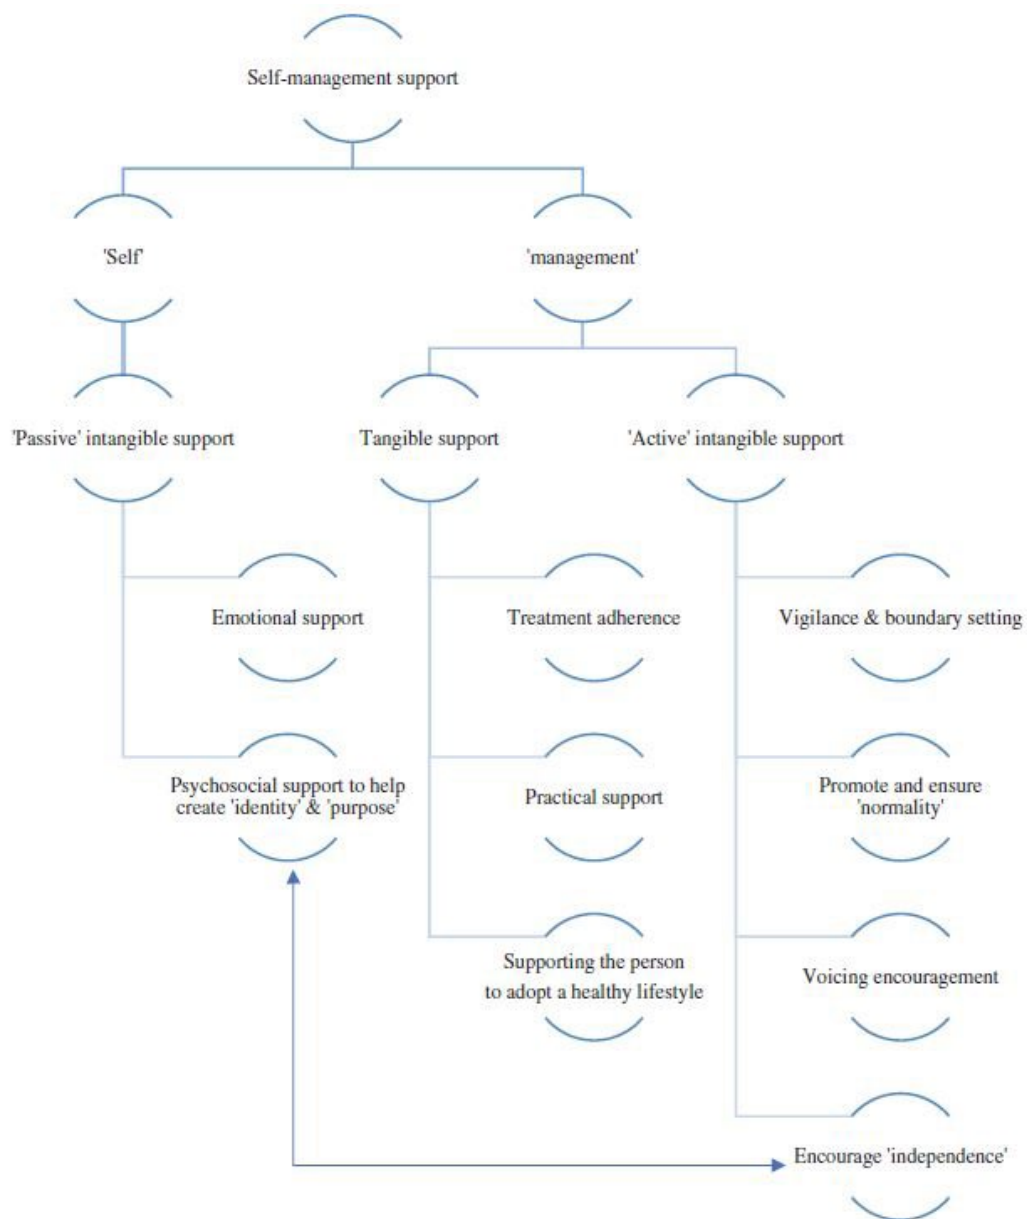 Self-management support
'Self'
'management'
'Passive' intangible support
Tangible support
'Active' intangible support
Emotional support
Treatment adherence
Vigilance & boundary setting
Psychosocial support to help
create 'identity' & 'purpose'
Practical support
Promote and ensure
'normality'
Supporting the person
to adopt a healthy lifestyle
Voicing encouragement
Encourage 'independence'